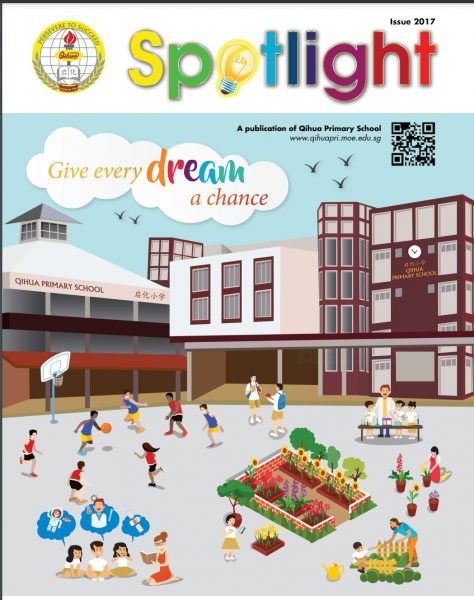 Issue 2017
PERSEVERE TO SUCCEED
Qihua
Spotlight
A publication of Qihua Primary School
www.qihuapri.moe.edu.sg
Give every dream
a chance
QIHUA PRIMARY SCHOOL
启化小学
启化小学
QIHUA
PRIMARY SCHOOL